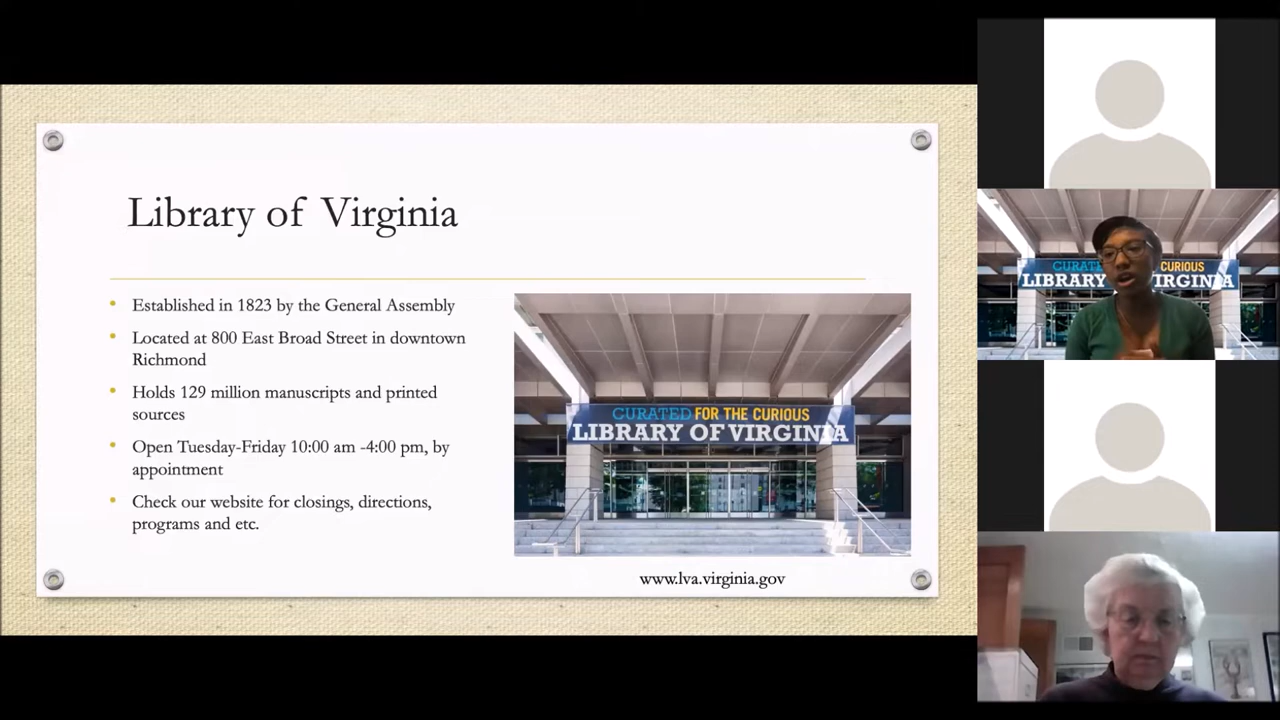 Library of Virginia
Established in 1823 by the General Assembly
Located at 800 East Broad Street in downtown
Richmond
Holds 129 million manuscripts and printed
sources
Open Tuesday-Friday 10:00 am -4:00 pm, by
appointment
Check our website for closings, directions,
programs and etc.
CURATED FOR THE CURIOUS
LIBRARY OF VIRGINIA
www.lva.virginia.gov
CURATED CURIOUS
LIBRARY VIRGINIA